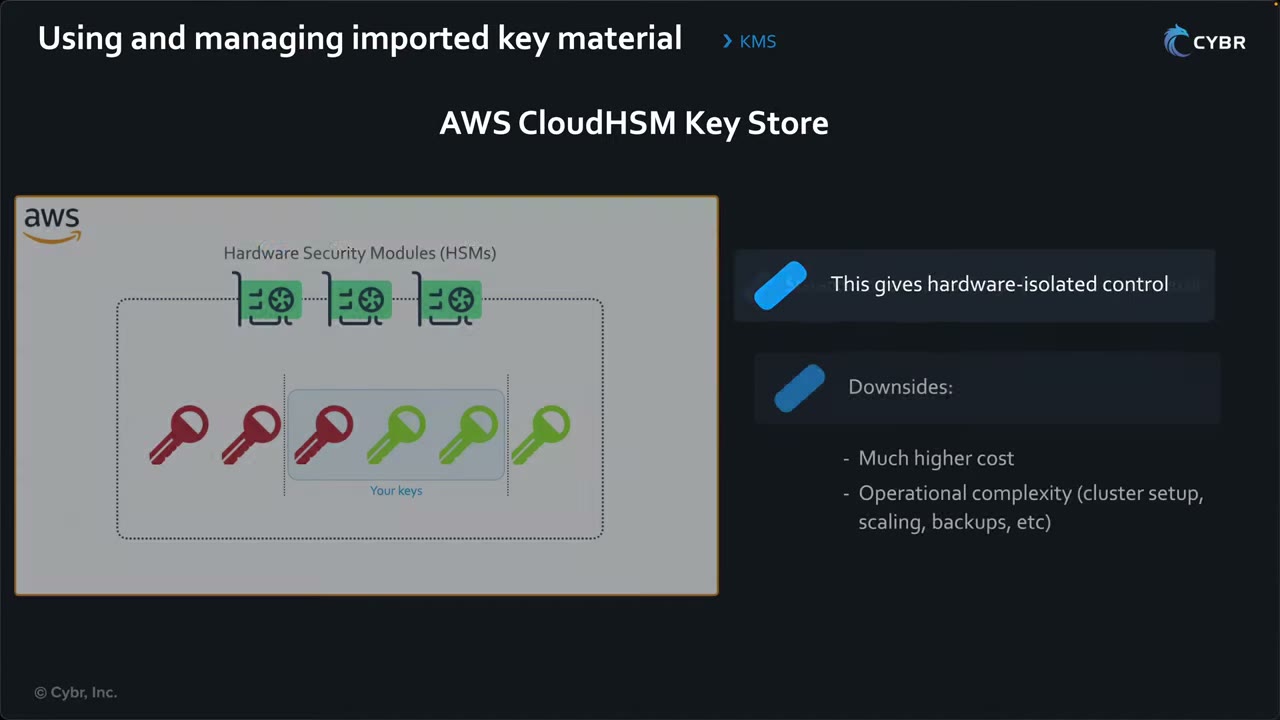 Using and managing imported key material
KMS
CYBR
AWS CloudHSM Key Store
aws
Hardware Security Modules (HSMs)
Your keys
This gives hardware-isolated control
Downsides:
- Much higher cost
- Operational complexity (cluster setup,
scaling, backups, etc)
© Cybr, Inc.